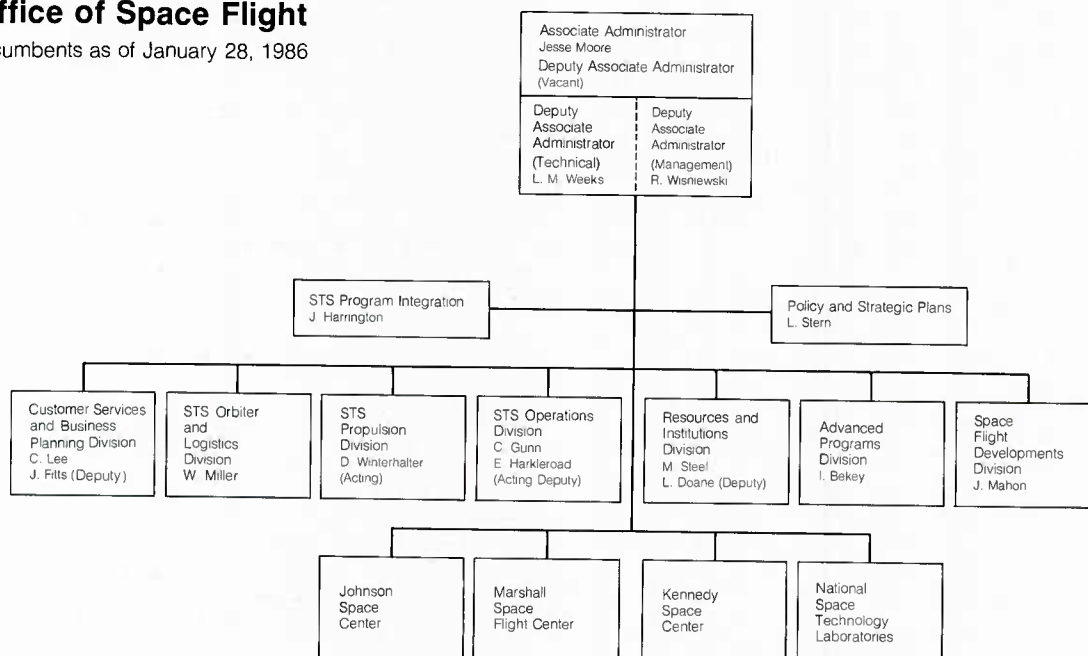 ffice of Space Flight
umbents as of January 28, 1986
Associate Administrator
Jesse Moore
Deputy Associate Administrator
(Vacant)
Deputy
Associate
Administrator
(Technical)
L. M. Weeks
Deputy
Associate
Administrator
(Management)
R. Wisniewski
STS Program Integration
J Harrington
Policy and Strategic Plans
L. Stern
Customer Services
and Business
Planning Division
C. Lee
J. Fitts (Deputy)
STS Orbiter
and
Logistics
Division
W. Miller
STS
Propulsion
Division
D Winterhalter
(Acting)
STS Operations
Division
C. Gunn
E Harkleroad
(Acting Deputy)
Resources and
Institutions
Division
M Steel
L. Doane (Deputy)
Advanced
Programs
Division
I. Bekey
Space
Flight
Developments
Division
J. Mahon
Johnson
Space
Center
Marshall
Space
Flight Center
Kennedy
Space
Center
National
Space
Technology
Laboratories